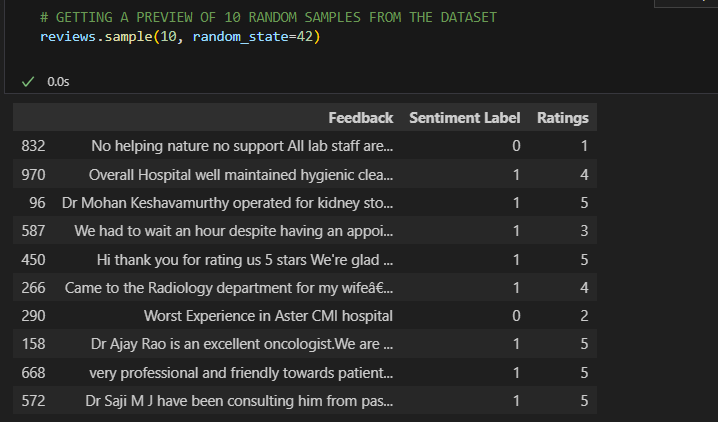 # GETTING A PREVIEW OF 10 RANDOM SAMPLES FROM THE DATASET
reviews.sample(10, random_state=42)
0.0s
Feedback Sentiment Label Ratings
832 No helping nature no support All lab staff are... 0 1
970 Overall Hospital well maintained hygienic clea... 1 4
96 Dr Mohan Keshavamurthy operated for kidney sto... 1 5
587 We had to wait an hour despite having an appoi... 1 3
450 Hi thank you for rating us 5 stars We're glad ... 1 5
266 Came to the Radiology department for my wifeâ€... 1 4
290 Worst Experience in Aster CMI hospital 0 2
158 Dr Ajay Rao is an excellent oncologist.We are ... 1 5
668 very professional and friendly towards patient... 1 5
572 Dr Saji M J have been consulting him from pas... 1 5